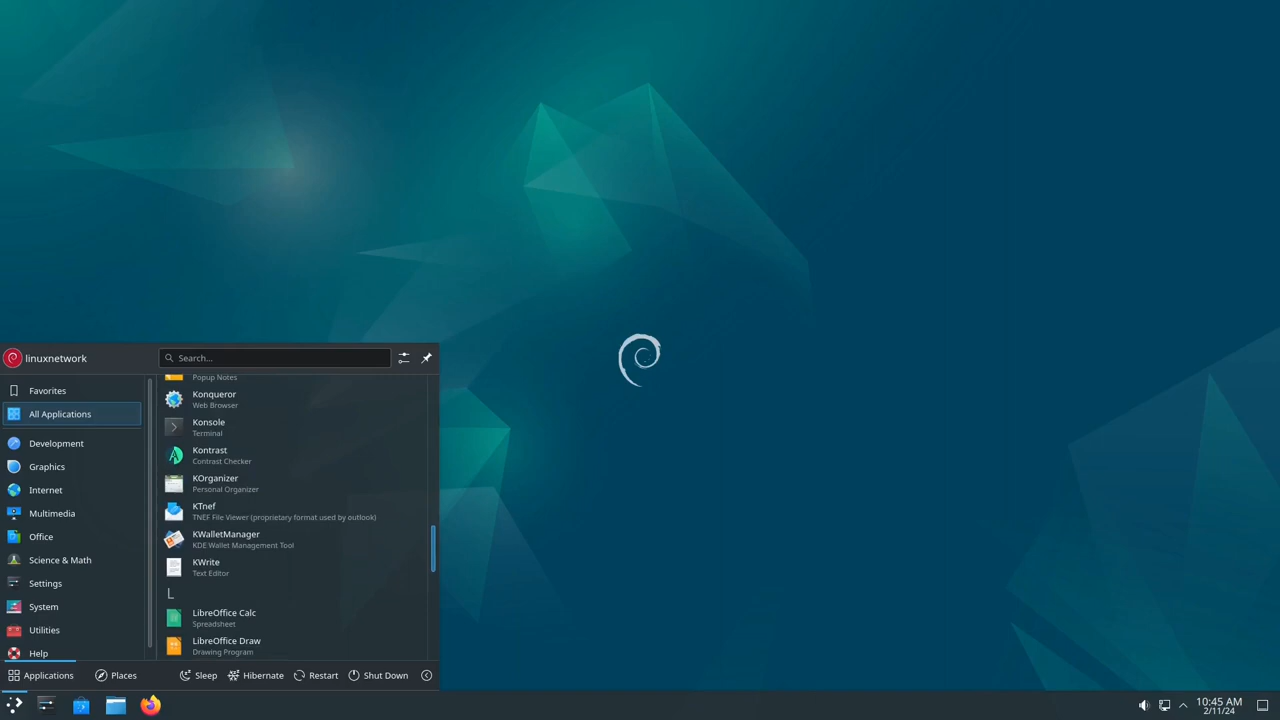 linuxnetwork
Search...
Favorites
All Applications
Development
Graphics
Internet
Multimedia
Office
Science & Math
Settings
System
Utilities
Help
Popup Notes
Konqueror
Web Browser
Konsole
Terminal
Kontrast
Contrast Checker
KOrganizer
Personal Organizer
KTnef
TNEF File Viewer (proprietary format used by outlook)
KWalletManager
KDE Wallet Management Tool
KWrite
Text Editor
L
LibreOffice Calc
Spreadsheet
LibreOffice Draw
Drawing Program
Applications
Places
Sleep
Hibernate
Restart
Shut Down
10:45 AM
2/11/24